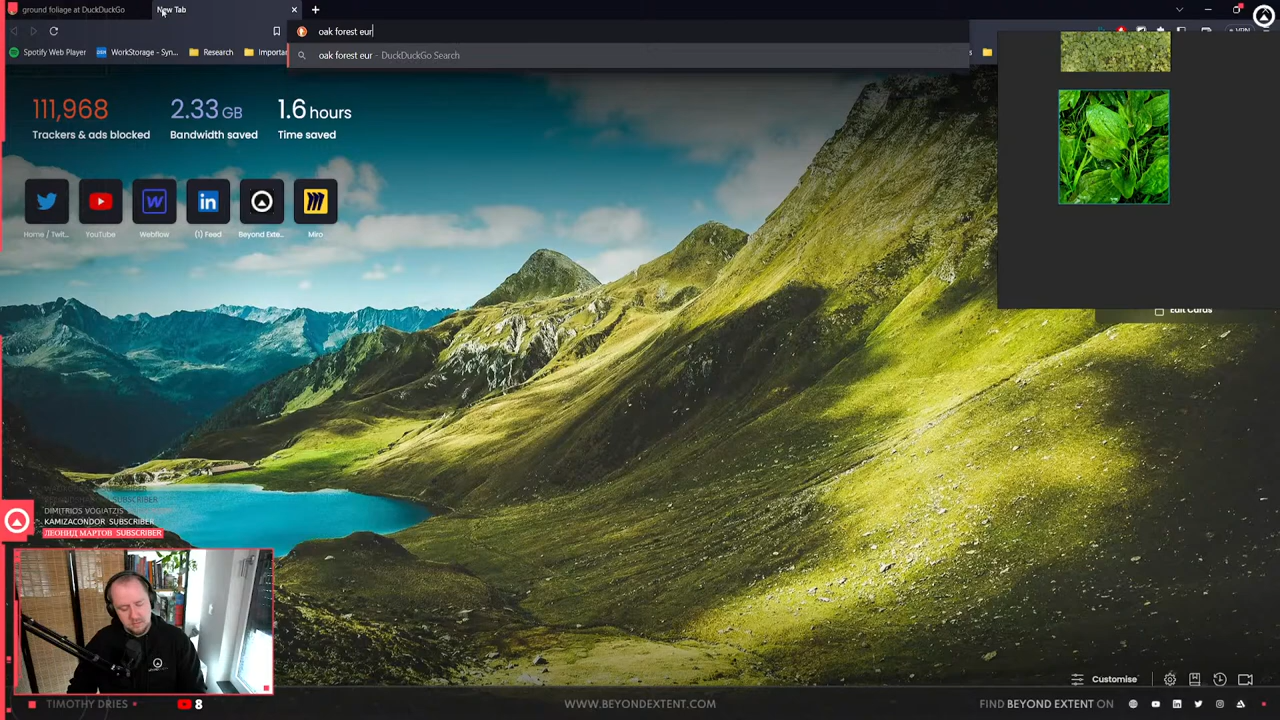 ground foliage at DuckDuckGo
New Tab
oak forest eur
Spotify Web Player
WorkStorage - Syn...
Research
Importan
oak forest eur - DuckDuckGo Search
VPN
111,968
Trackers & ads blocked
2.33 GB
Bandwidth saved
1.6 hours
Time saved
Home / Twit...
YouTube
Webflow
(1) Feed
Beyond Exte...
Miro
Edit Cards
DIMITRIOS VOGIATZIS SUBSCRIBER
KAMIZACONDOR SUBSCRIBER
ЛЕОНИД МАРТОВ SUBSCRIBER
Customise
TIMOTHY DRIES
8
WWW.BEYONDEXTENT.COM
FIND BEYOND EXTENT ON